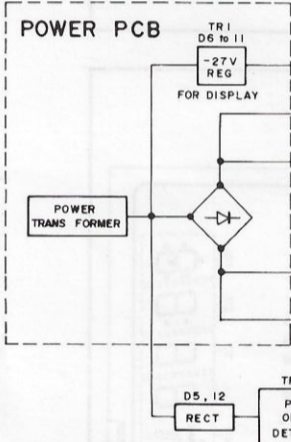 POWER PCB
TR1
D6 to 11
-27V
REG
FOR DISPLAY
POWER
TRANS FORMER
D5, 12
RECT